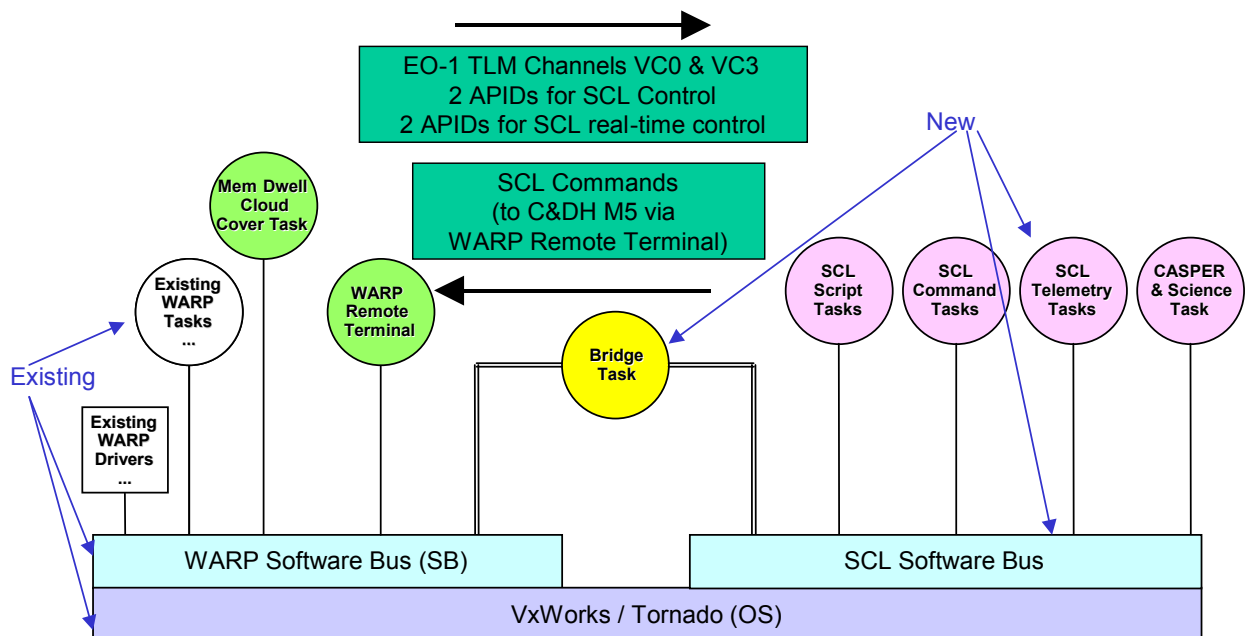 EO-1 TLM Channels VC0 & VC3
2 APIDs for SCL Control
2 APIDs for SCL real-time control
New
Mem Dwell
Cloud
Cover Task
SCL Commands
(to C&DH M5 via
WARP Remote Terminal)
Existing
WARP
Tasks
...
WARP
Remote
Terminal
SCL
Script
Tasks
SCL
Command
Tasks
SCL
Telemetry
Tasks
CASPER
& Science
Task
Bridge
Task
Existing
Existing
WARP
Drivers
...
WARP Software Bus (SB)
SCL Software Bus
VxWorks / Tornado (OS)